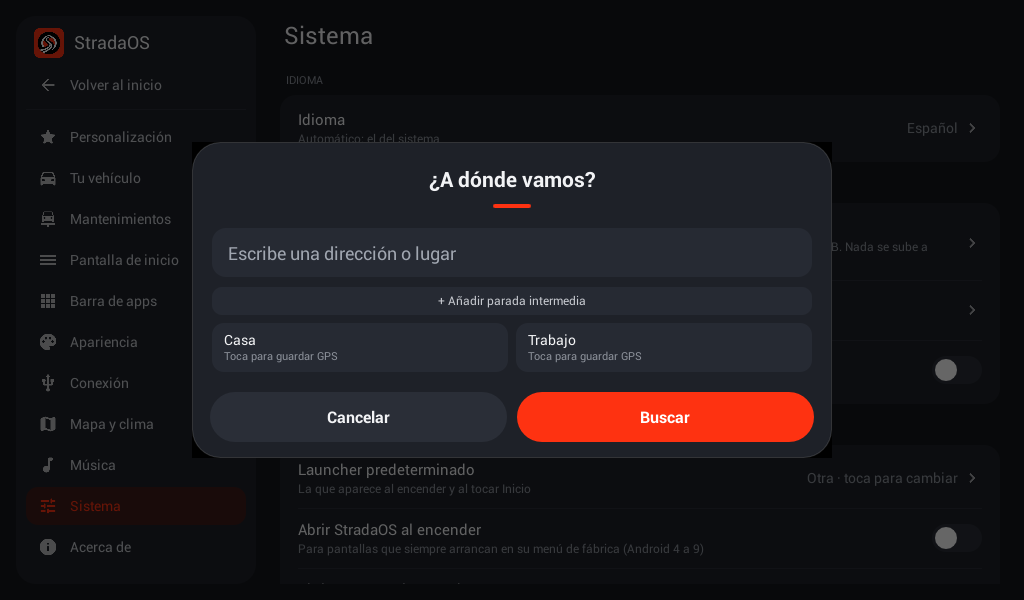 StradaOS
Volver al inicio
Personalización
Tu vehículo
Mantenimientos
Pantalla de inicio
Barra de apps
Apariencia
Conexión
Mapa y clima
Música
Sistema
Acerca de
Sistema
IDIOMA
Idioma
Automático: el del sistema
Español
B. Nada se sube a
¿A dónde vamos?
Escribe una dirección o lugar
+ Añadir parada intermedia
Casa
Toca para guardar GPS
Trabajo
Toca para guardar GPS
Cancelar
Buscar
Launcher predeterminado
La que aparece al encender y al tocar Inicio
Otra · toca para cambiar
Abrir StradaOS al encender
Para pantallas que siempre arrancan en su menú de fábrica (Android 4 a 9)